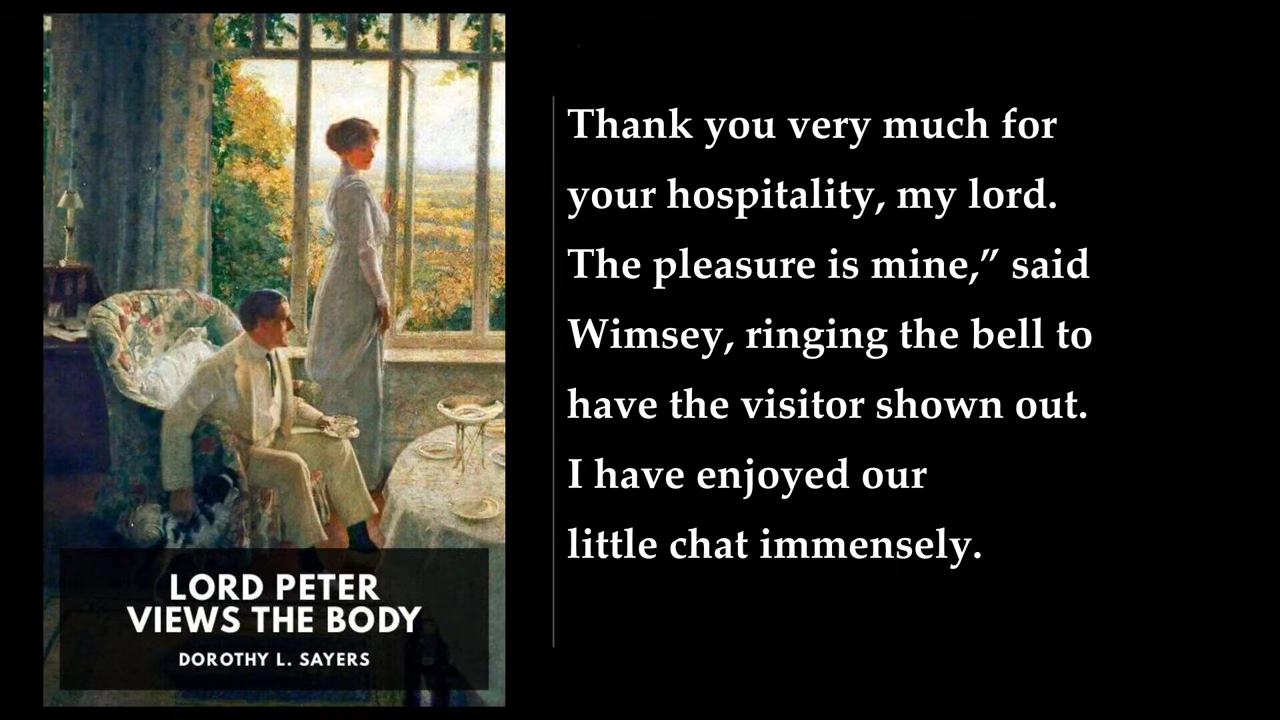 Thank you very much for
your hospitality, my lord.
The pleasure is mine,” said
Wimsey, ringing the bell to
have the visitor shown out.
I have enjoyed our
little chat immensely.
LORD PETER
VIEWS THE BODY
DOROTHY L. SAYERS